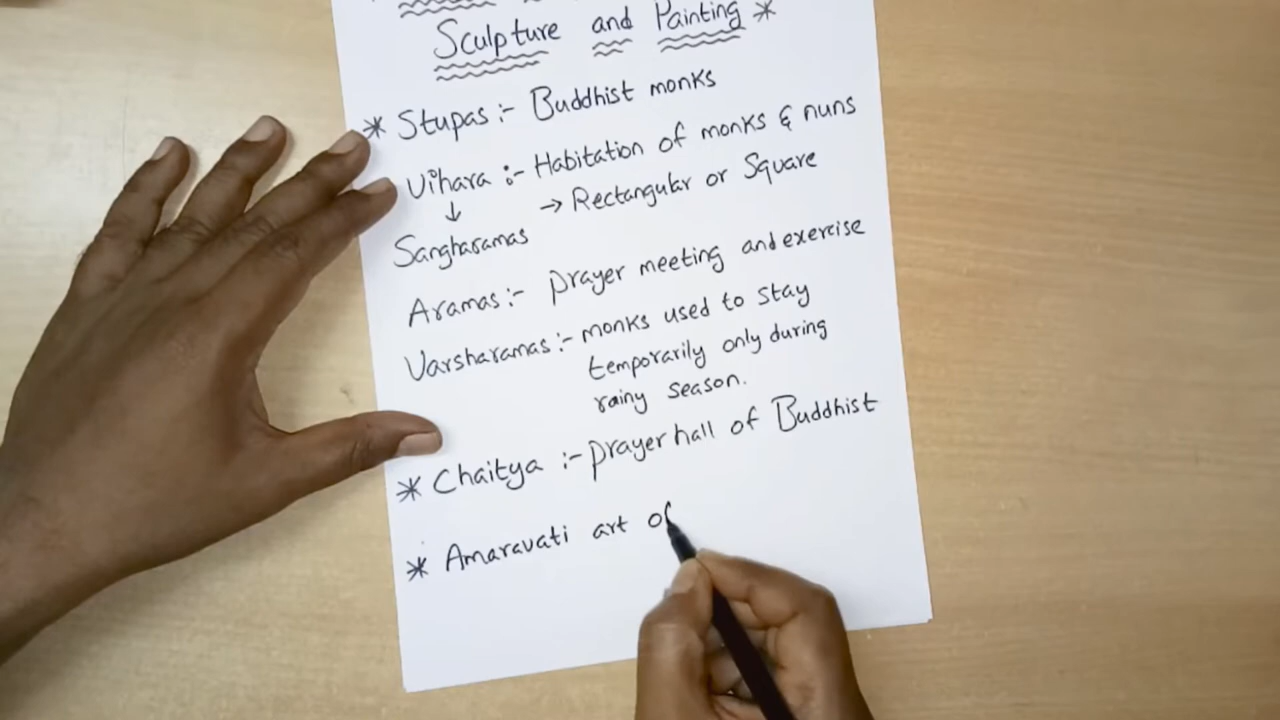 Sculpture and Painting *
* Stupas :- Buddhist monks
Vihara :- Habitation of monks & nuns
↓ → Rectangular or Square
Sangharamas
Aramas :- prayer meeting and exercise
Varsharamas :- monks used to stay
temporarily only during
rainy season.
* Chaitya :- prayer hall of Buddhist
* Amaravati art of